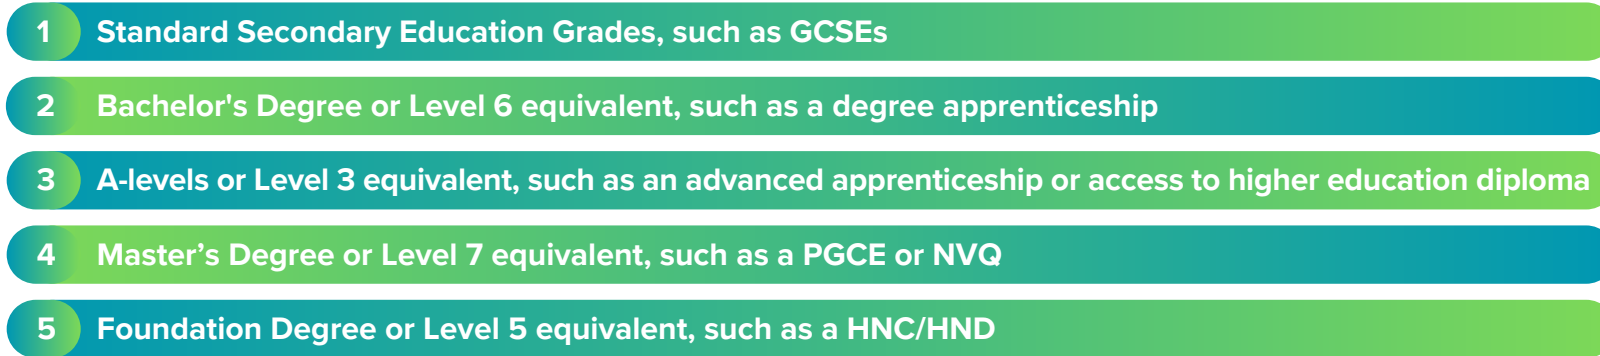 1 Standard Secondary Education Grades, such as GCSEs
2 Bachelor's Degree or Level 6 equivalent, such as a degree apprenticeship
3 A-levels or Level 3 equivalent, such as an advanced apprenticeship or access to higher education diploma
4 Master’s Degree or Level 7 equivalent, such as a PGCE or NVQ
5 Foundation Degree or Level 5 equivalent, such as a HNC/HND